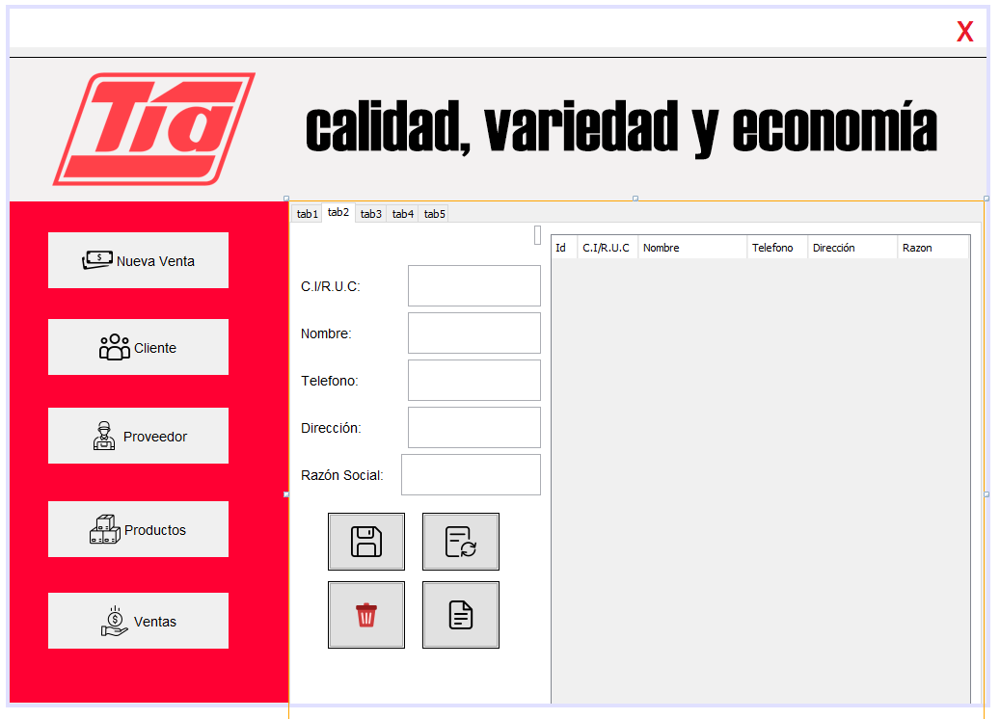 X
Tía
calidad, variedad y economía
tab1 tab2 tab3 tab4 tab5
Nueva Venta
Cliente
Proveedor
Productos
Ventas
C.I/R.U.C:
Nombre:
Telefono:
Dirección:
Razón Social:
Id C.I/R.U.C Nombre Telefono Dirección Razon